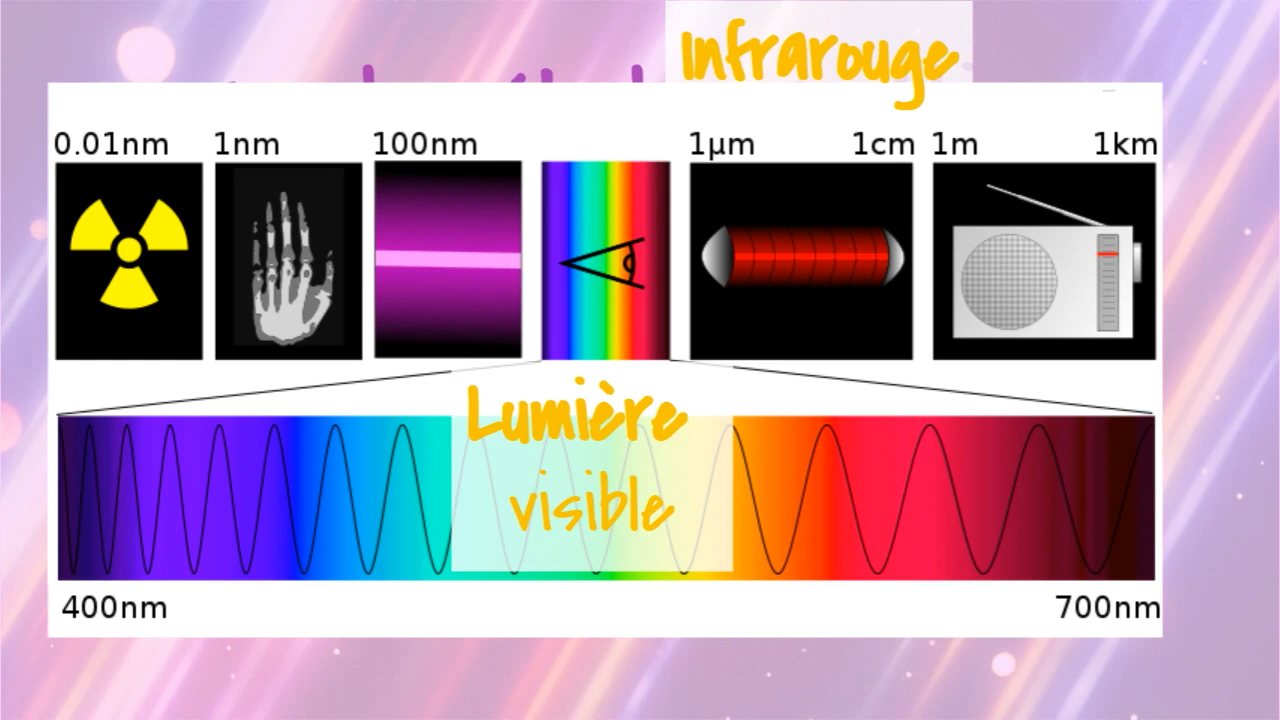 Infrarouge
0.01nm 1nm 100nm 1µm 1cm 1m 1km
Lumière
visible
400nm 700nm